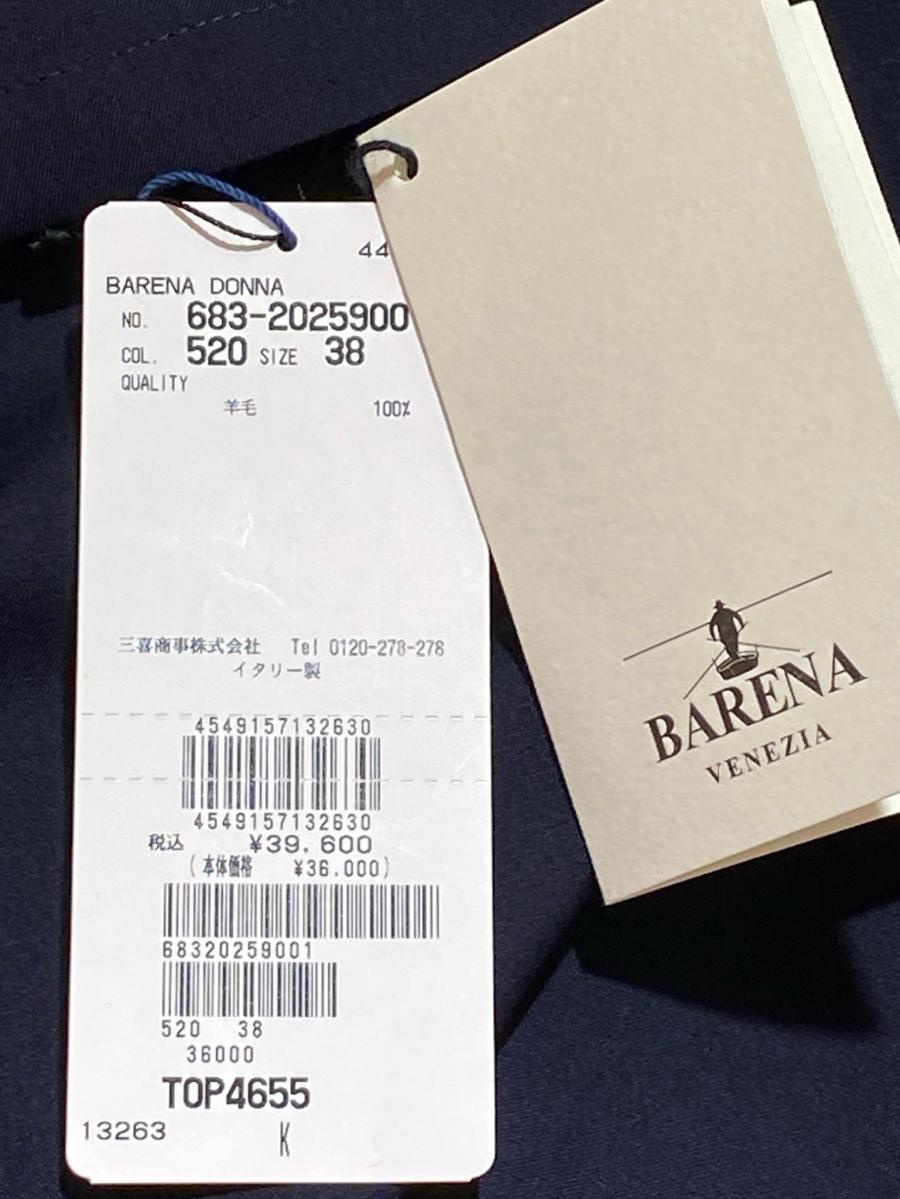 44
BARENA DONNA
NO. 683-2025900
COL. 520 SIZE 38
QUALITY
羊毛 100%
三喜商事株式会社 Tel 0120-278-278
イタリー製
4549157132630
4549157132630
税込 ¥39,600
(本体価格 ¥36.000)
68320259001
520 38
36000
TOP4655
13263 K
BARENA
VENEZIA